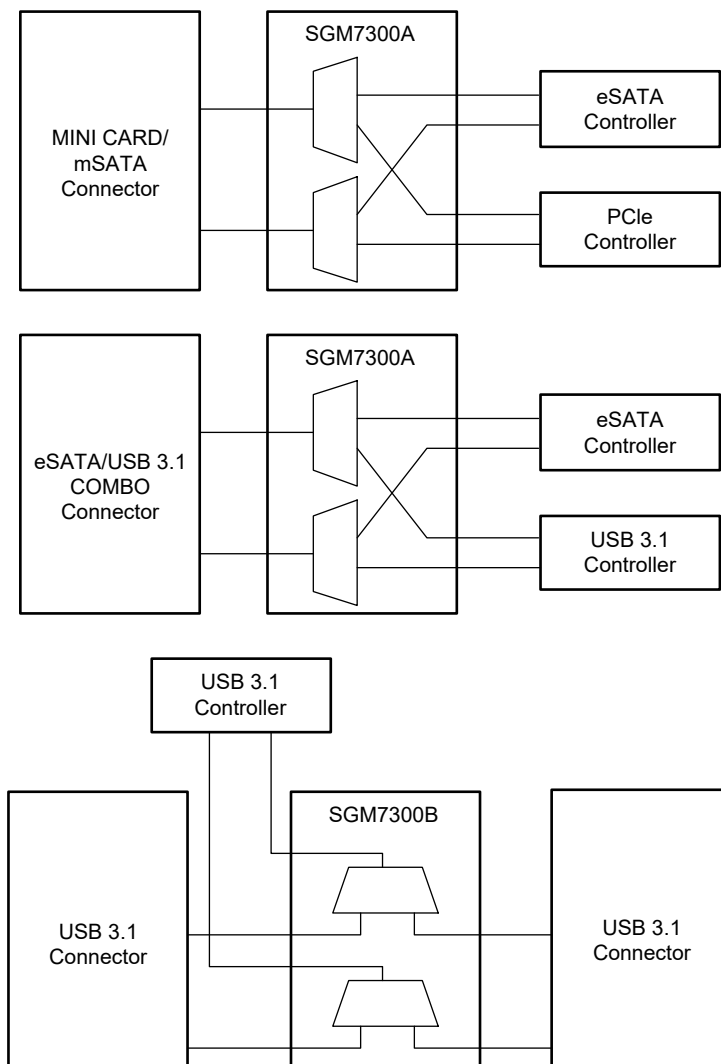 SGM7300A
MINI CARD/
mSATA
Connector
eSATA
Controller
PCIe
Controller
SGM7300A
eSATA/USB 3.1
COMBO
Connector
eSATA
Controller
USB 3.1
Controller
USB 3.1
Controller
SGM7300B
USB 3.1
Connector
USB 3.1
Connector